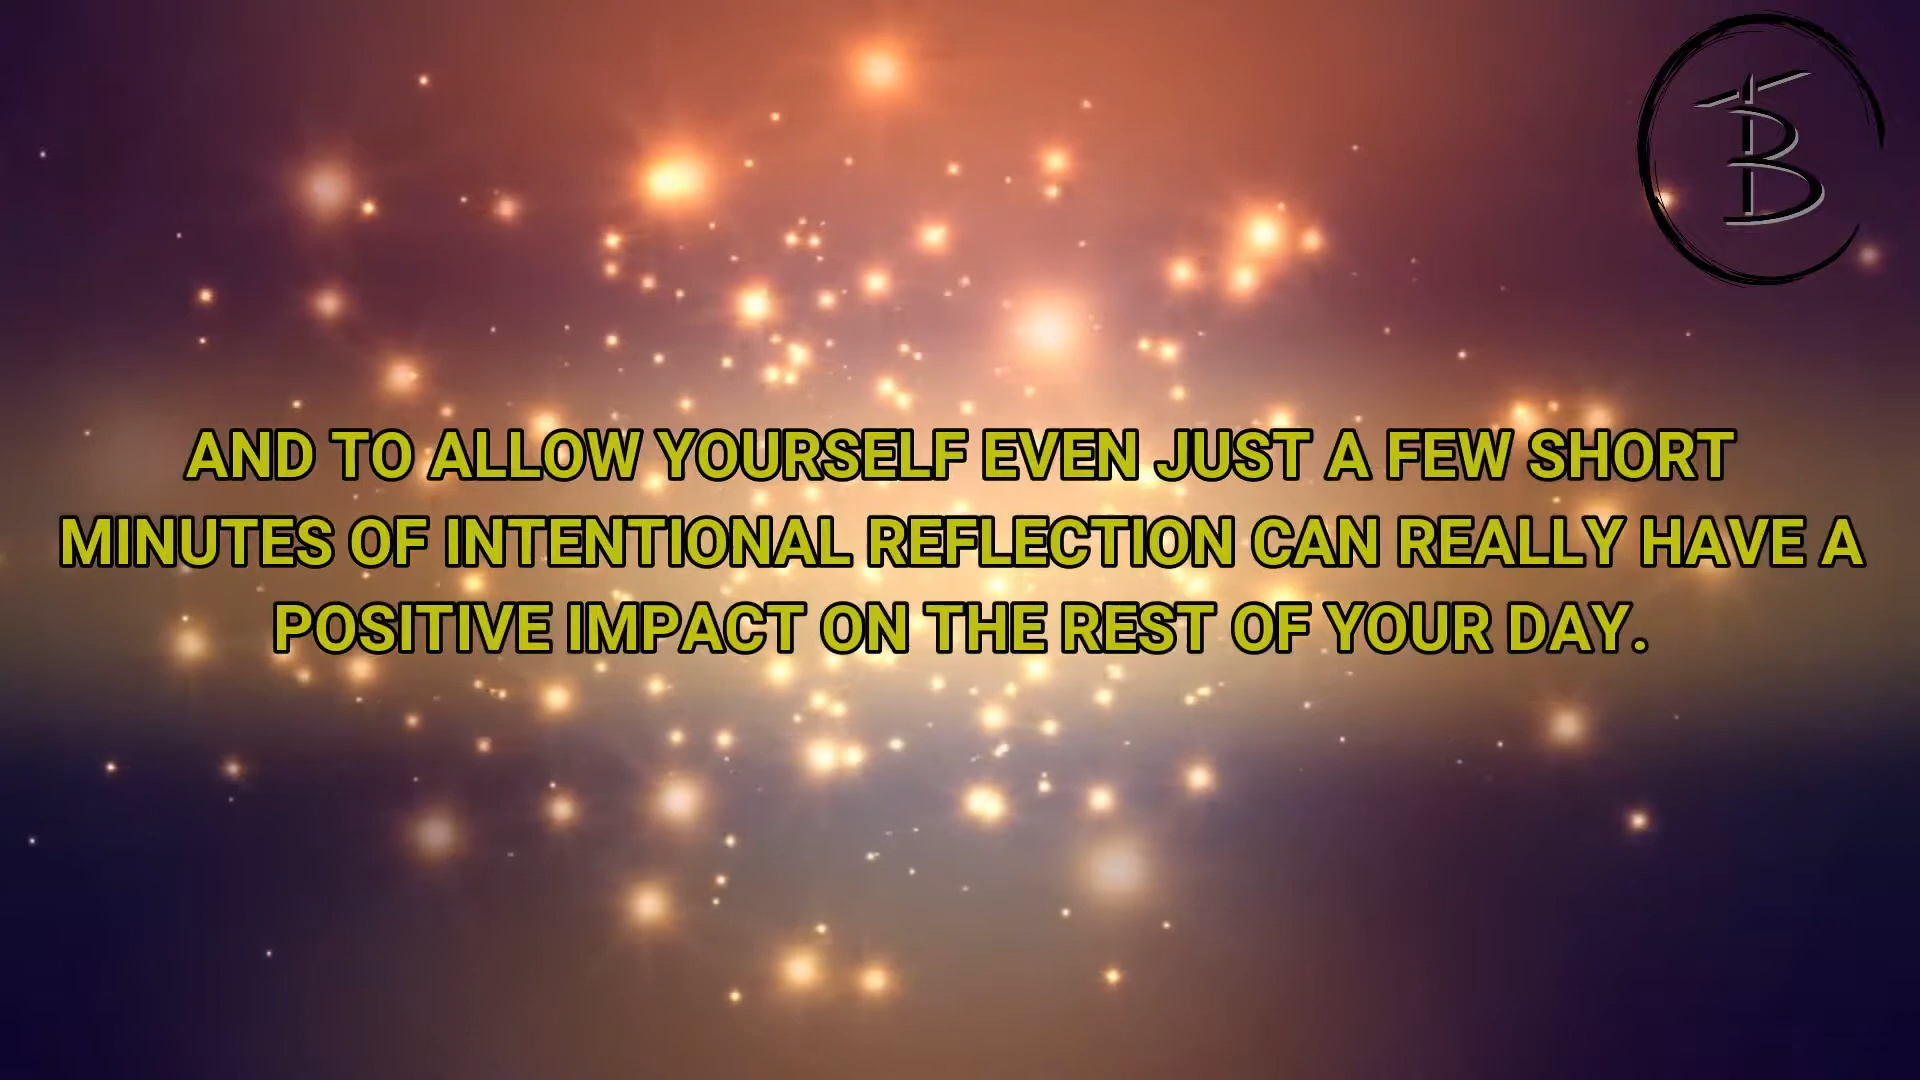 AND TO ALLOW YOURSELF EVEN JUST A FEW SHORT
MINUTES OF INTENTIONAL REFLECTION CAN REALLY HAVE A
POSITIVE IMPACT ON THE REST OF YOUR DAY.